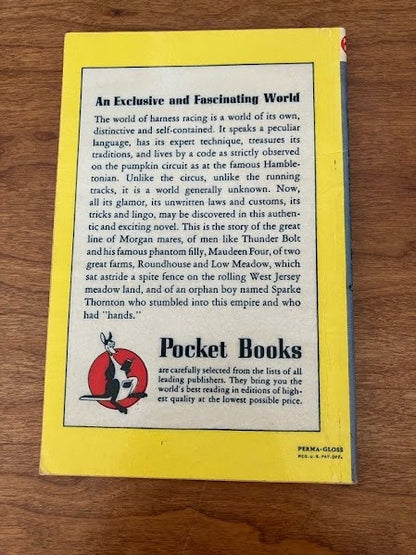 An Exclusive and Fascinating World
The world of harness racing is a world of its own,
distinctive and self-contained. It speaks a peculiar
language, has its expert technique, treasures its
traditions, and lives by a code as strictly observed
on the pumpkin circuit as at the famous Hamble-
tonian. Unlike the circus, unlike the running
tracks, it is a world generally unknown. Now,
all its glamor, its unwritten laws and customs, its
tricks and lingo, may be discovered in this authen-
tic and exciting novel. This is the story of the great
line of Morgan mares, of men like Thunder Bolt
and his famous phantom filly, Maudeen Four, of two
great farms, Roundhouse and Low Meadow, which
sat astride a spite fence on the rolling West Jersey
meadow land, and of an orphan boy named Sparke
Thornton who stumbled into this empire and who
had "hands."
Pocket Books
are carefully selected from the lists of all
leading publishers. They bring you the
world's best reading in editions of high-
est quality at the lowest possible price.
PERMA-GLOSS
REG. U. S. PAT. OFF.